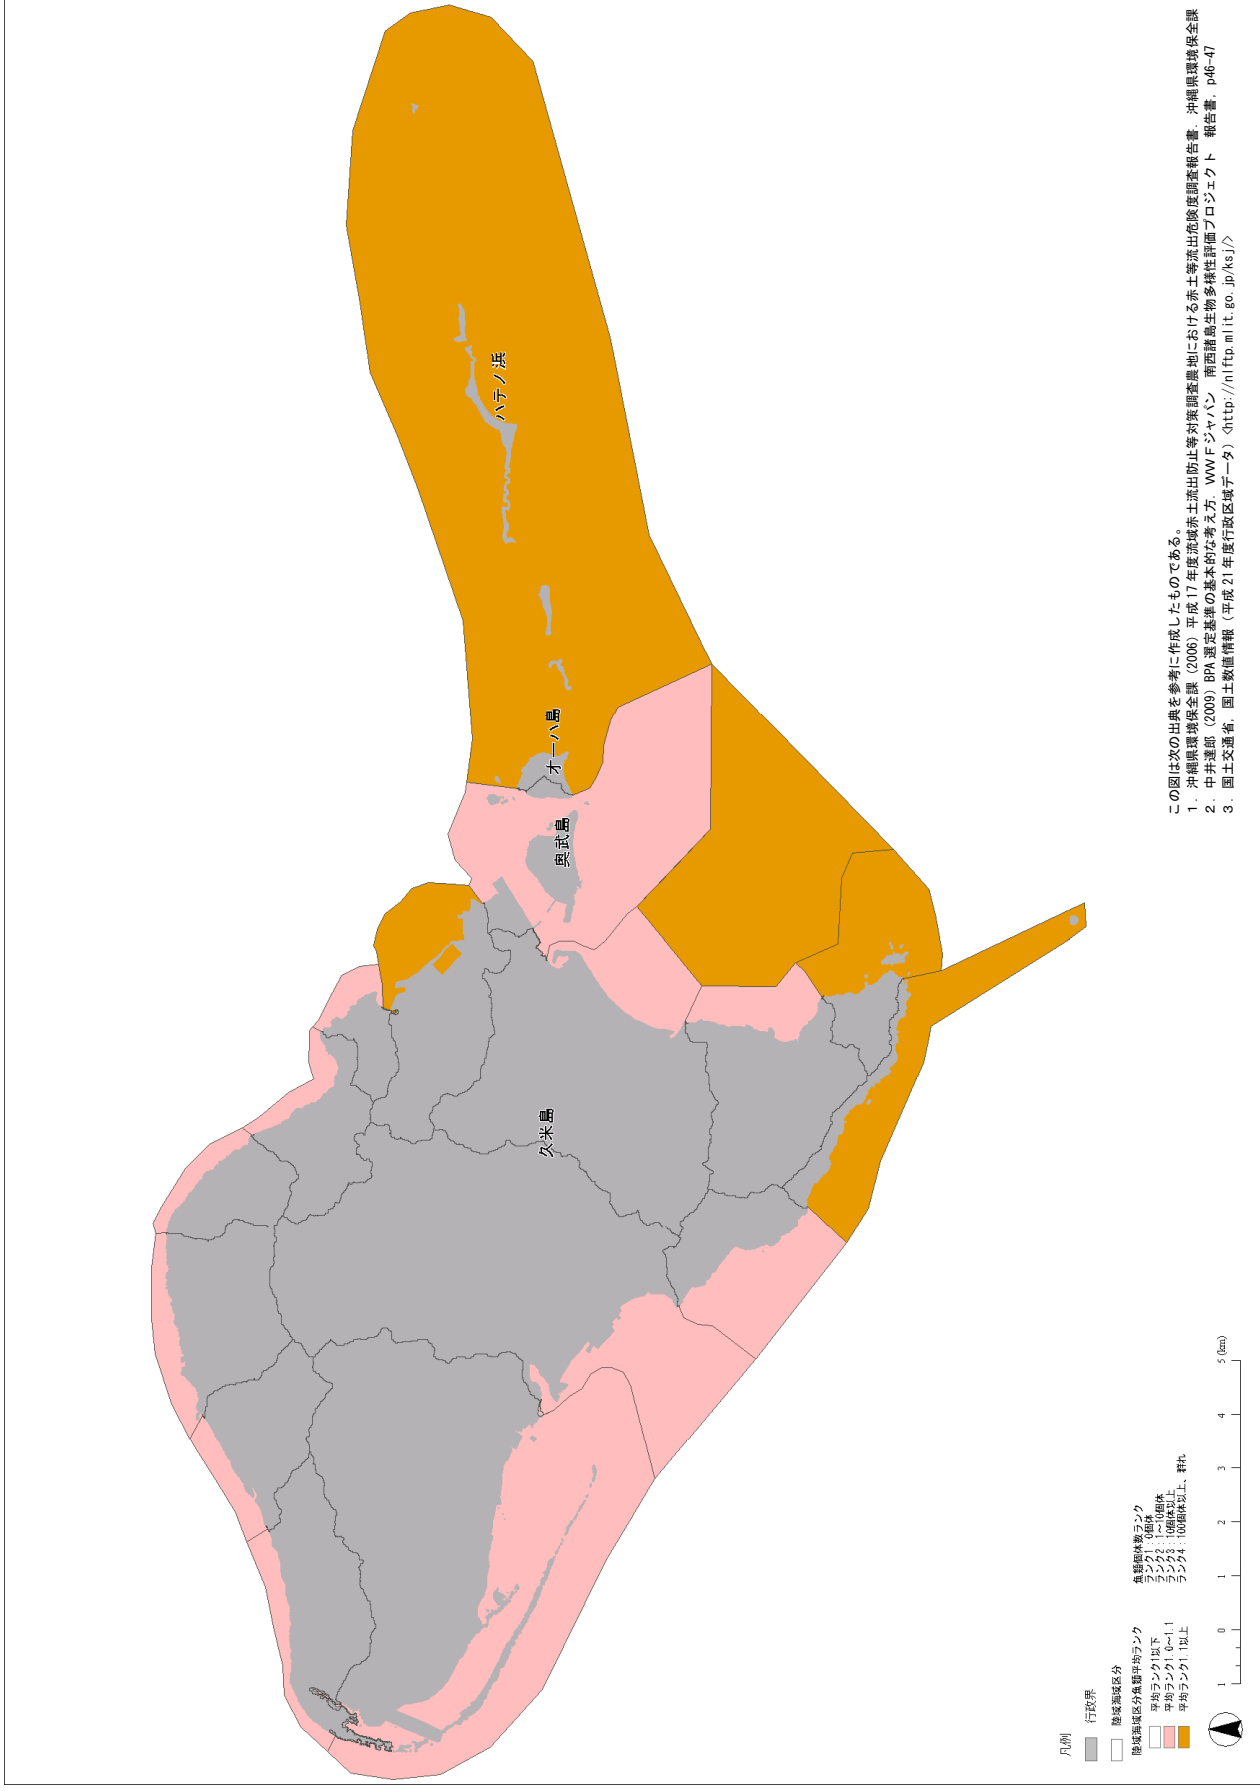 ハテノ浜
オーハ島
奥武島
久米島
この図は次の出典を参考に作成したものである。
1. 沖縄県環境保全課（2006）平成17年度流域赤土流出防止等対策調査農地における赤土等流出危険度調査報告書. 沖縄県環境保全課
2. 中井達郎（2009）BPA選定基準の基本的な考え方. WWFジャパン 南西諸島生物多様性評価プロジェクト 報告書, p46-47
3. 国土交通省, 国土数値情報（平成21年度行政区域データ）<http://nlftp.mlit.go.jp/ksj/>
凡例
行政界
陸域海域区分
陸域海域区分魚類平均ランク
平均ランク1以下
平均ランク1.0～1.1
平均ランク1.1以上
魚類個体数ランク
ランク1：0個体
ランク2：1～10個体
ランク3：10個体以上
ランク4：100個体以上、群れ
1 0 1 2 3 4 5 (km)